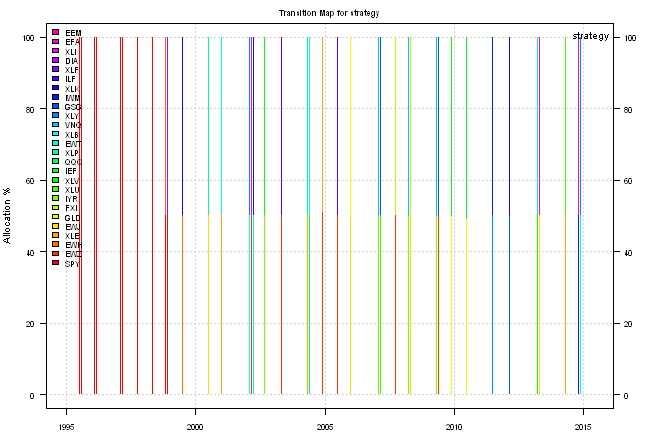 Transition Map for strategy
strategy
Allocation %
100
80
60
40
20
0
EEM
EFA
XLI
DIA
XLF
ILF
XLK
IWM
GSG
XLY
VNQ
XLB
EWT
XLP
QQQ
IEF
XLV
XLU
IYR
FXI
GLD
EWJ
XLE
EWH
EWZ
SPY
100
80
60
40
20
0
1995
2000
2005
2010
2015